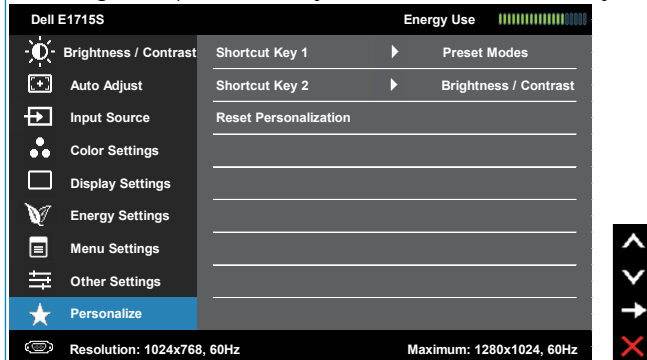 Dell E1715S Energy Use
Brightness / Contrast Shortcut Key 1 Preset Modes
Auto Adjust Shortcut Key 2 Brightness / Contrast
Input Source Reset Personalization
Color Settings
Display Settings
Energy Settings
Menu Settings
Other Settings
Personalize
Resolution: 1024x768, 60Hz Maximum: 1280x1024, 60Hz